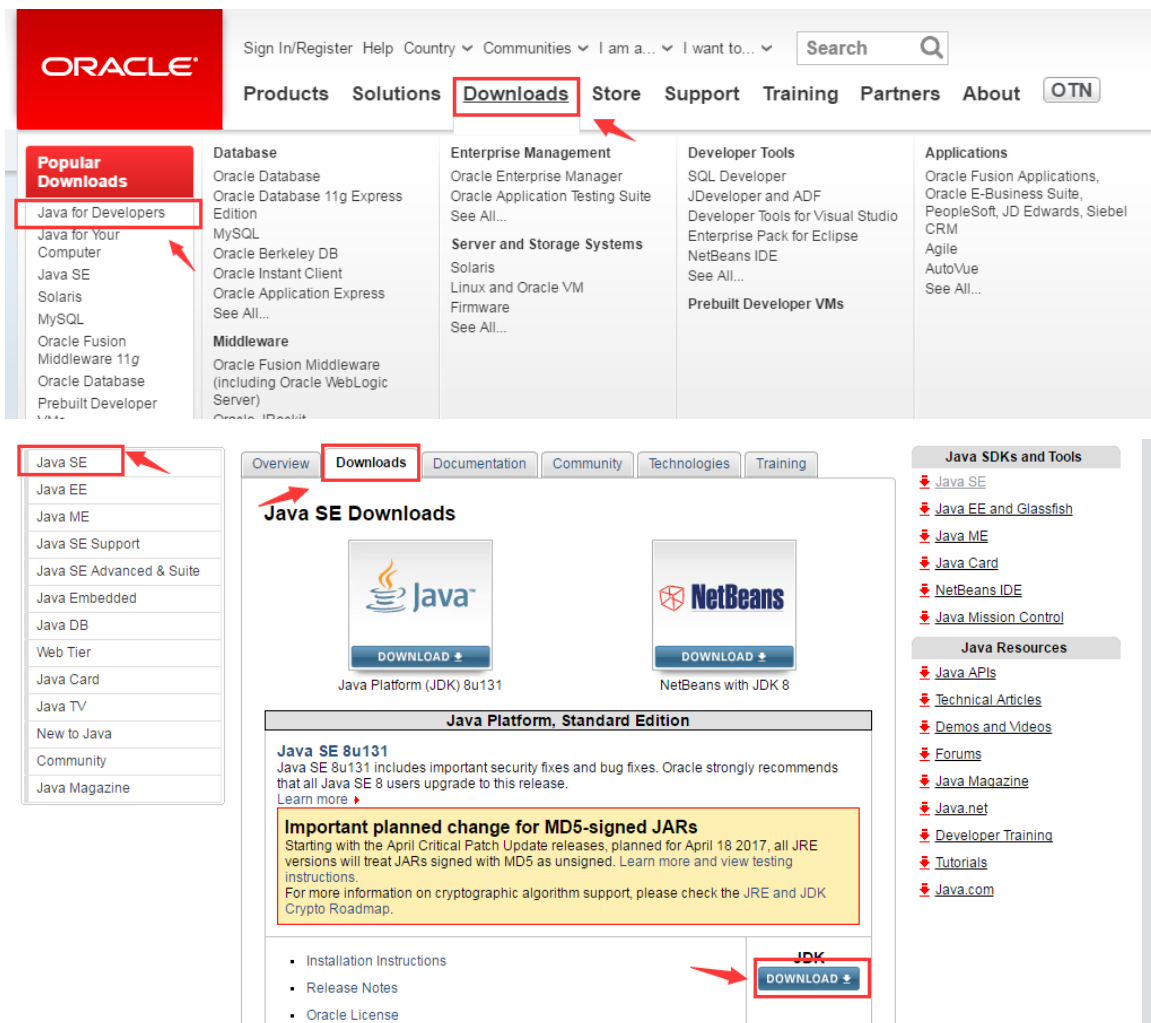 ORACLE
Sign In/Register Help Country Communities I am a... I want to... Search
Products Solutions Downloads Store Support Training Partners About OTN
Popular
Downloads
Java for Developers
Java for Your
Computer
Java SE
Solaris
MySQL
Oracle Fusion
Middleware 11g
Oracle Database
Prebuilt Developer
VMs
Database
Oracle Database
Oracle Database 11g Express
Edition
MySQL
Oracle Berkeley DB
Oracle Instant Client
Oracle Application Express
See All...
Middleware
Oracle Fusion Middleware
(including Oracle WebLogic
Server)
Oracle JRockit
Enterprise Management
Oracle Enterprise Manager
Oracle Application Testing Suite
See All...
Server and Storage Systems
Solaris
Linux and Oracle VM
Firmware
See All...
Developer Tools
SQL Developer
JDeveloper and ADF
Developer Tools for Visual Studio
Enterprise Pack for Eclipse
NetBeans IDE
See All...
Prebuilt Developer VMs
Applications
Oracle Fusion Applications,
Oracle E-Business Suite,
PeopleSoft, JD Edwards, Siebel
CRM
Agile
AutoVue
See All...
Java SE
Java EE
Java ME
Java SE Support
Java SE Advanced & Suite
Java Embedded
Java DB
Web Tier
Java Card
Java TV
New to Java
Community
Java Magazine
Overview Downloads Documentation Community Technologies Training
Java SE Downloads
Java
DOWNLOAD
Java Platform (JDK) 8u131
NetBeans
DOWNLOAD
NetBeans with JDK 8
Java Platform, Standard Edition
Java SE 8u131
Java SE 8u131 includes important security fixes and bug fixes. Oracle strongly recommends
that all Java SE 8 users upgrade to this release.
Learn more
Important planned change for MD5-signed JARs
Starting with the April Critical Patch Update releases, planned for April 18 2017, all JRE
versions will treat JARs signed with MD5 as unsigned. Learn more and view testing
instructions.
For more information on cryptographic algorithm support, please check the JRE and JDK
Crypto Roadmap.
Installation Instructions
Release Notes
Oracle License
JDK
DOWNLOAD
Java SDKs and Tools
Java SE
Java EE and Glassfish
Java ME
Java Card
NetBeans IDE
Java Mission Control
Java Resources
Java APIs
Technical Articles
Demos and Videos
Forums
Java Magazine
Java.net
Developer Training
Tutorials
Java.com